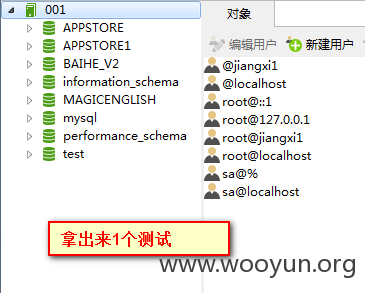 001
APPSTORE
APPSTORE1
BAIHE_V2
information_schema
MAGICENGLISH
mysql
performance_schema
test
对象
编辑用户 新建用户
@jiangxi1
@localhost
root@::1
root@127.0.0.1
root@jiangxi1
root@localhost
sa@%
sa@localhost
拿出来1个测试
www.wooyun.org